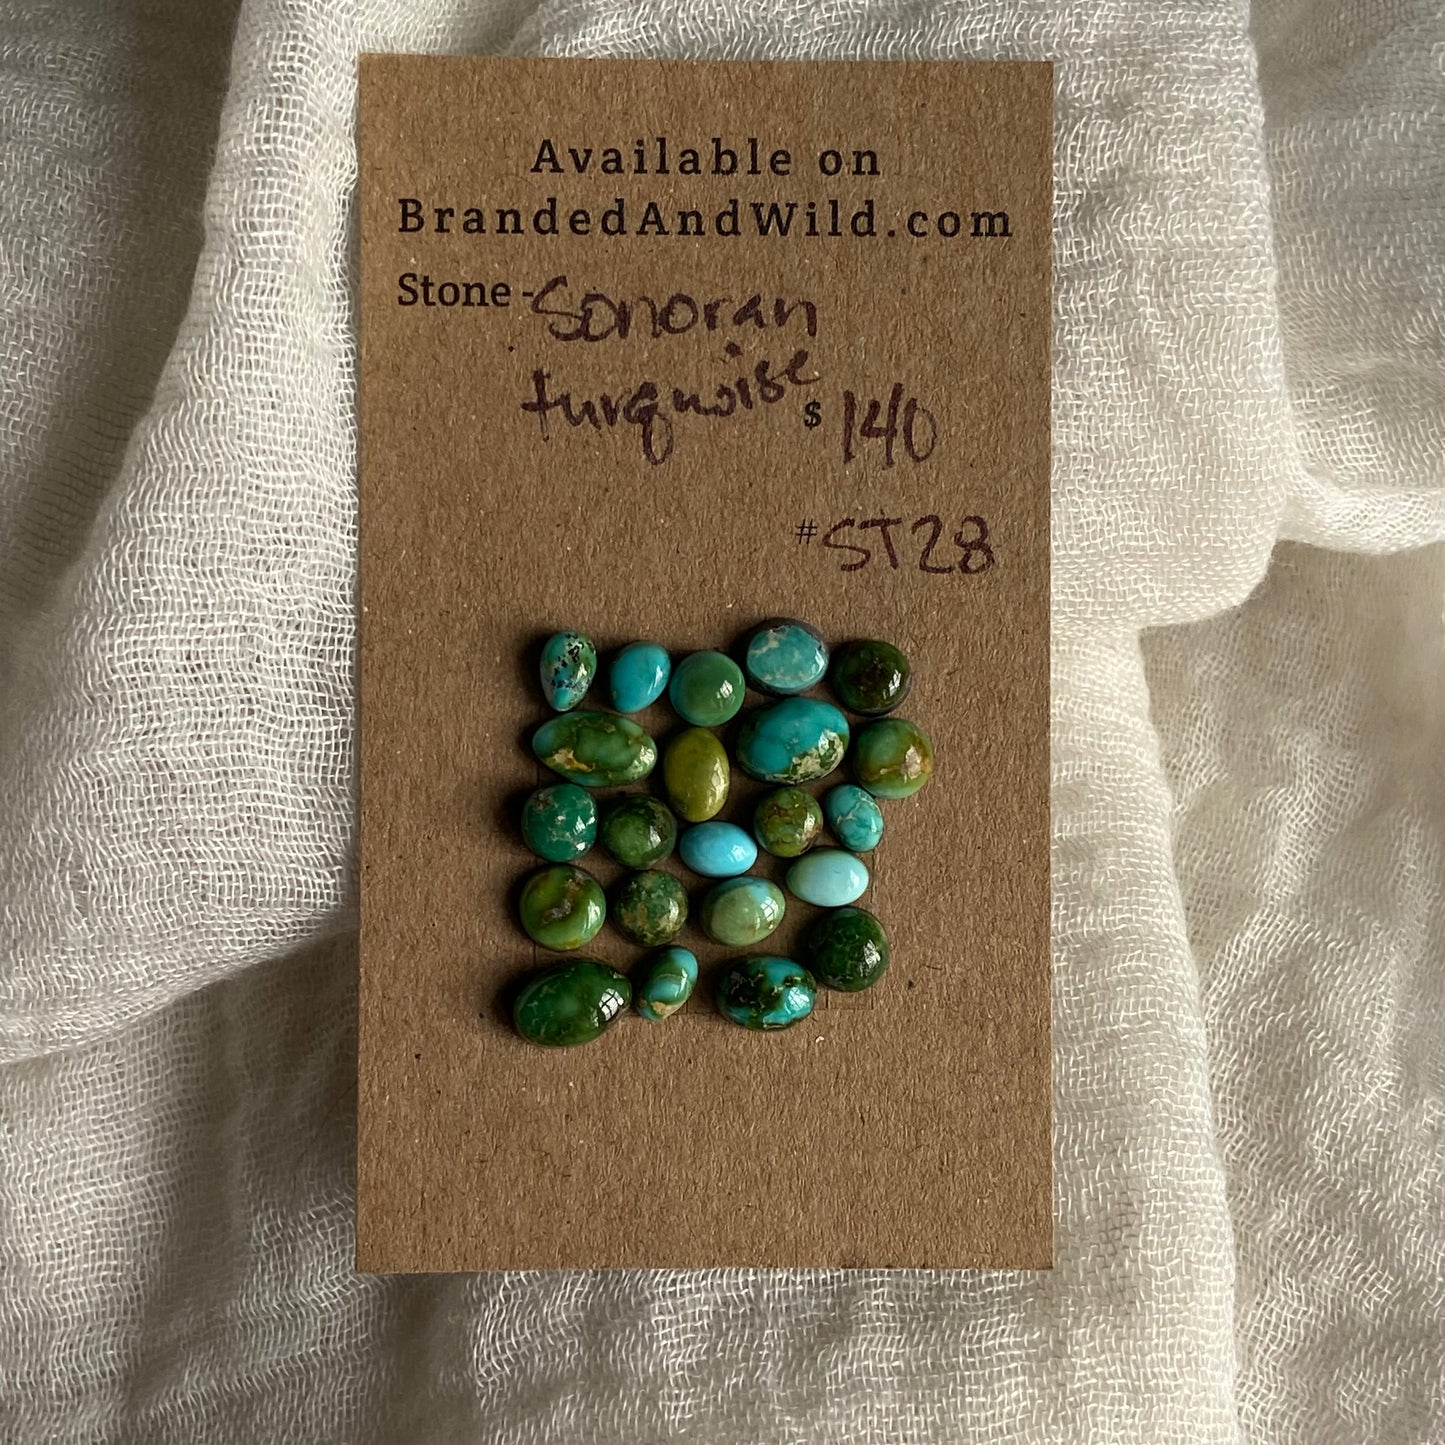 Available on
BrandedAndWild.com
Stone - Sonoran
turquoise $ 140
# ST28